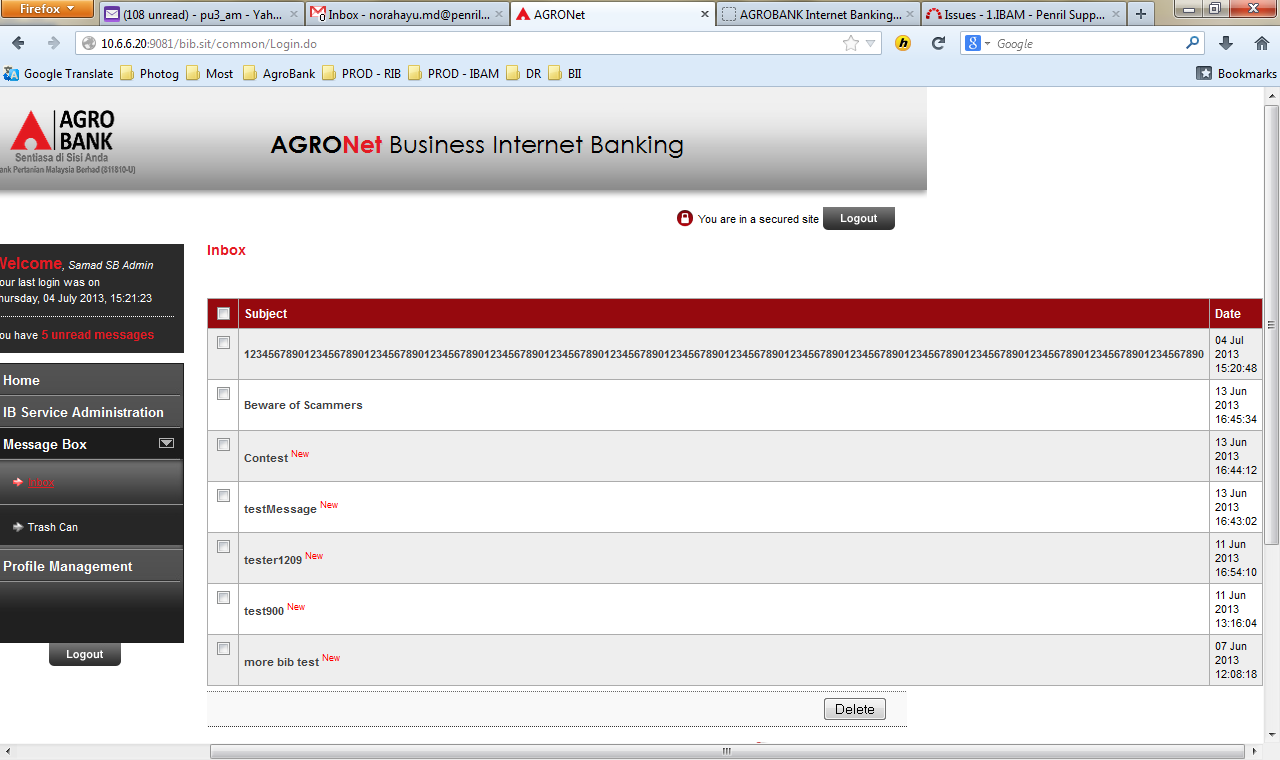 Firefox
(108 unread) - pu3_am - Yah...
Inbox - norahayu.md@penril...
AGRONet
AGROBANK Internet Banking...
Issues - 1.IBAM - Penril Supp...
10.6.6.20:9081/bib.bt/common/Login.do
Google
Google Translate
Photog
Most
AgroBank
PROD - RIB
PROD - IBAM
DR
BII
Bookmarks
AGRO
BANK
Sentiasa di Sisi Anda
ank Pertanian Malaysia Berhad (811810-U)
AGRONet Business Internet Banking
You are in a secured site
Logout
Welcome, Samad SB Admin
our last login was on
hursday, 04 July 2013, 15:21:23
ou have 5 unread messages
Home
IB Service Administration
Message Box
Inbox
Trash Can
Profile Management
Logout
Inbox
Subject Date
1234567890123456789012345678901234567890123456789012345678901234567890123456789012345678901234567890123456789012345678901234567890123456789012345678901234567890 04 Jul
2013
15:20:48
Beware of Scammers 13 Jun
2013
16:45:34
Contest New 13 Jun
2013
16:44:12
testMessage New 13 Jun
2013
16:43:02
tester1209 New 11 Jun
2013
16:54:10
test900 New 11 Jun
2013
13:16:04
more bib test New 07 Jun
2013
12:08:18
Delete